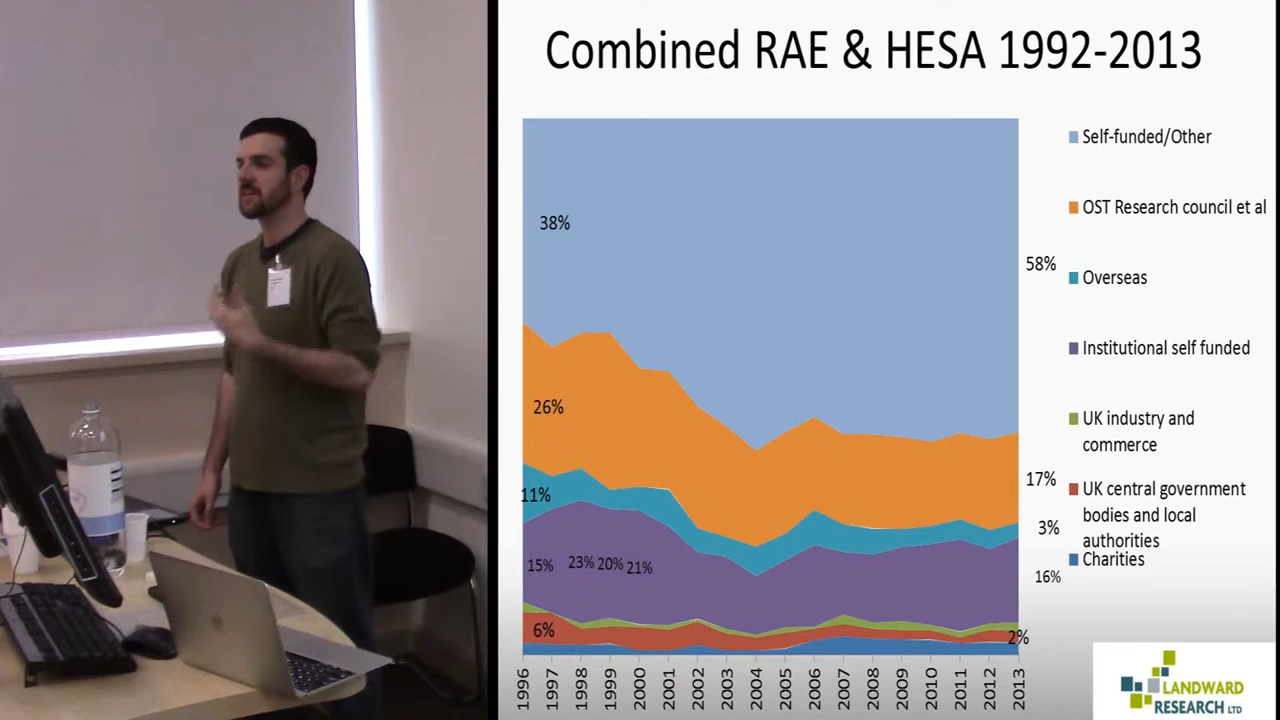 Combined RAE & HESA 1992-2013
38%
26%
11%
15%
23%
20%
21%
6%
58%
17%
3%
16%
2%
Self-funded/Other
OST Research council et al
Overseas
Institutional self funded
UK industry and
commerce
UK central government
bodies and local
authorities
Charities
1996
1997
1998
1999
2000
2001
2002
2003
2004
2005
2006
2007
2008
2009
2010
2011
2012
2013
LANDWARD
RESEARCH LTD